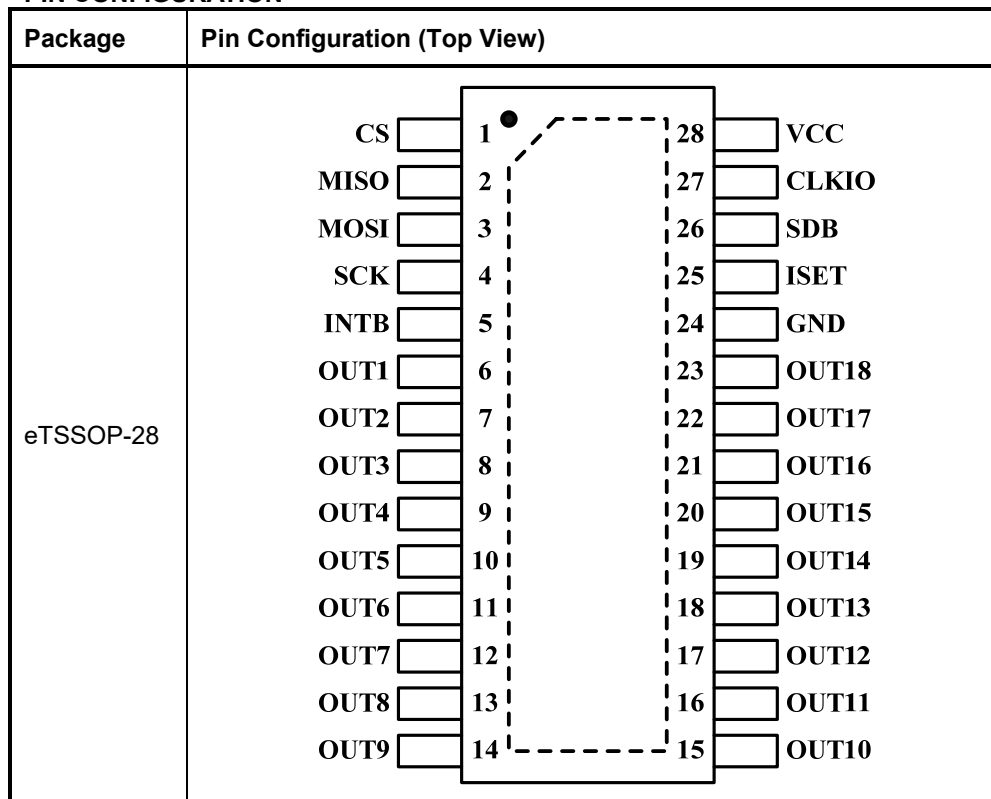 Package Pin Configuration (Top View)
eTSSOP-28
CS 1 28 VCC
MISO 2 27 CLKIO
MOSI 3 26 SDB
SCK 4 25 ISET
INTB 5 24 GND
OUT1 6 23 OUT18
OUT2 7 22 OUT17
OUT3 8 21 OUT16
OUT4 9 20 OUT15
OUT5 10 19 OUT14
OUT6 11 18 OUT13
OUT7 12 17 OUT12
OUT8 13 16 OUT11
OUT9 14 15 OUT10